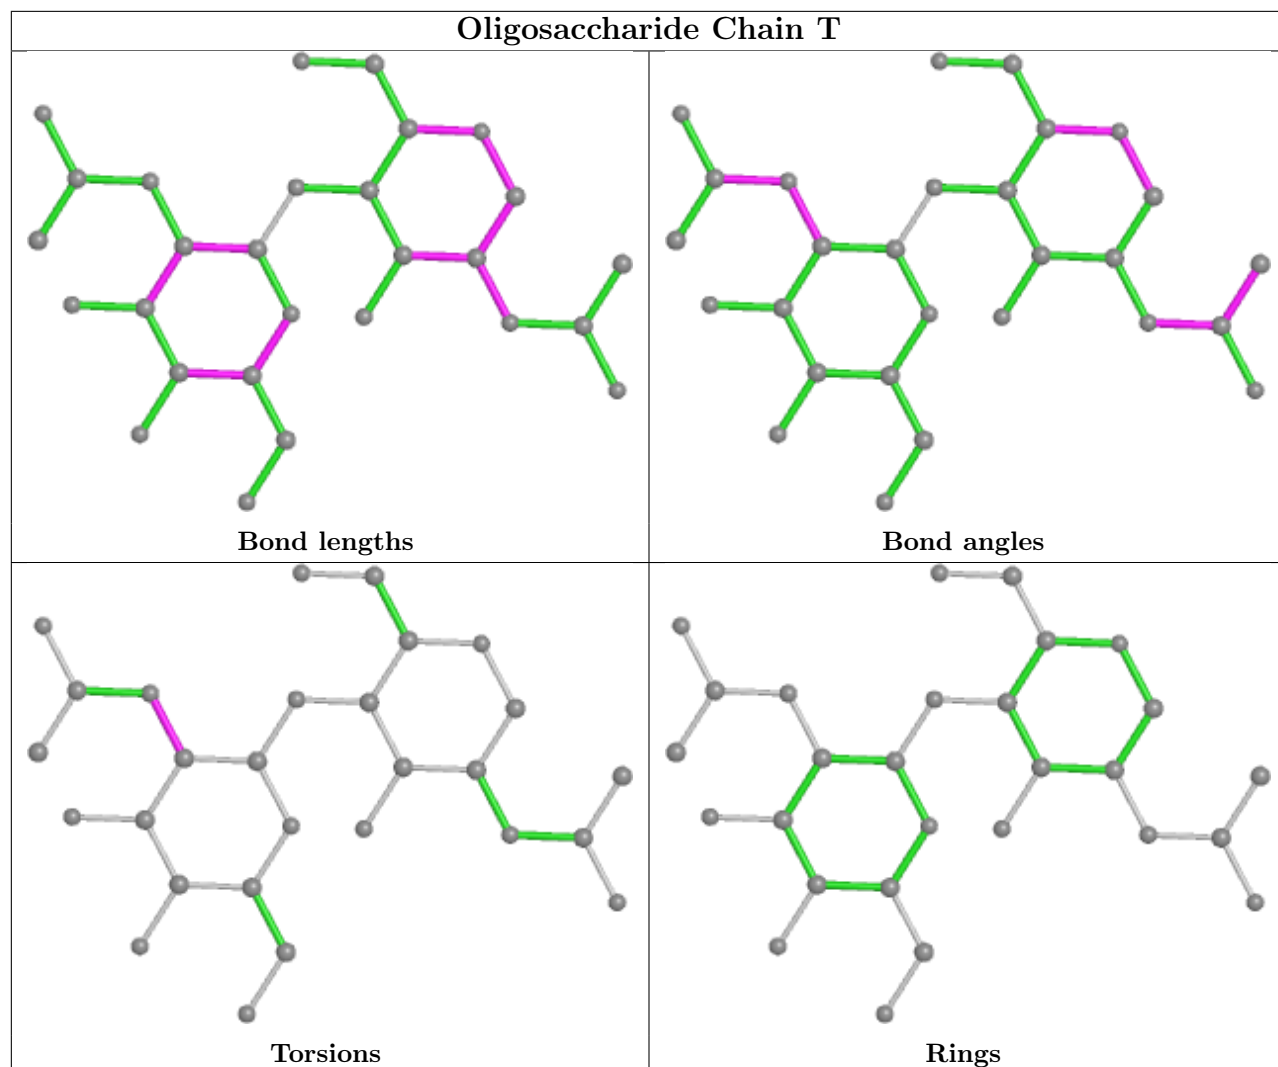 Oligosaccharide Chain T
Bond lengths
Bond angles
Torsions
Rings